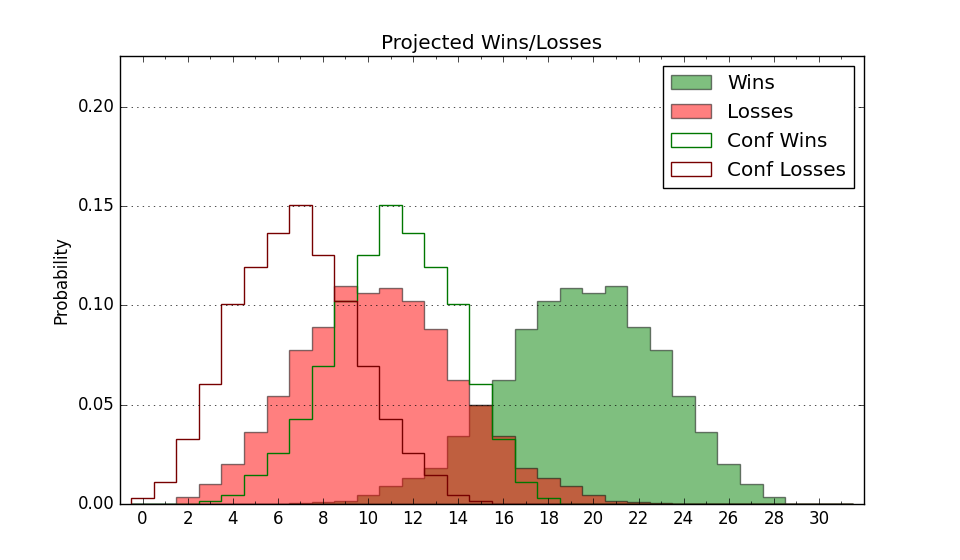 Projected Wins/Losses
Wins
Losses
Conf Wins
Conf Losses
Probability
0.20
0.15
0.10
0.05
0.00
0 2 4 6 8 10 12 14 16 18 20 22 24 26 28 30